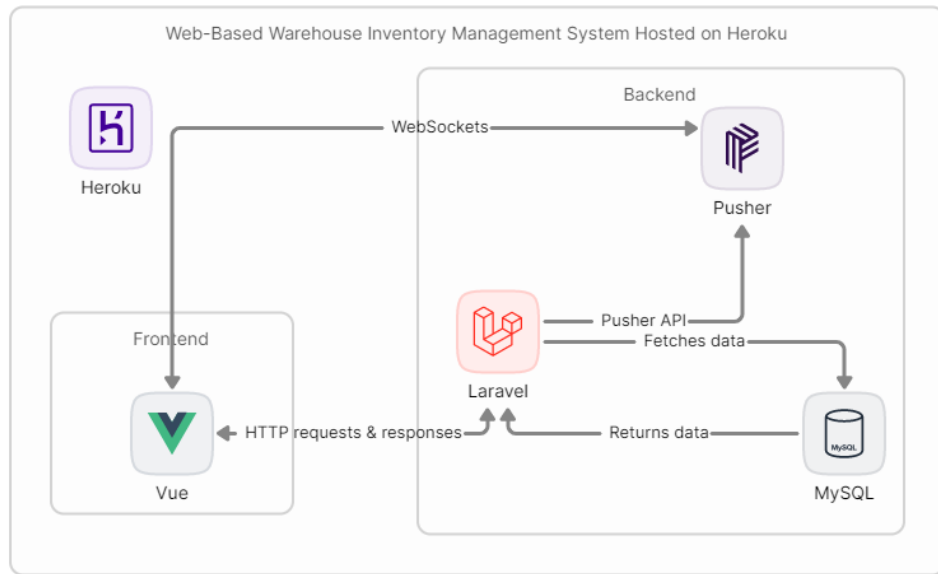 Web-Based Warehouse Inventory Management System Hosted on Heroku
Backend
WebSockets
Heroku
Pusher
Frontend
Pusher API
Fetches data
Laravel
HTTP requests & responses
Returns data
MySQL
Vue
MySQL